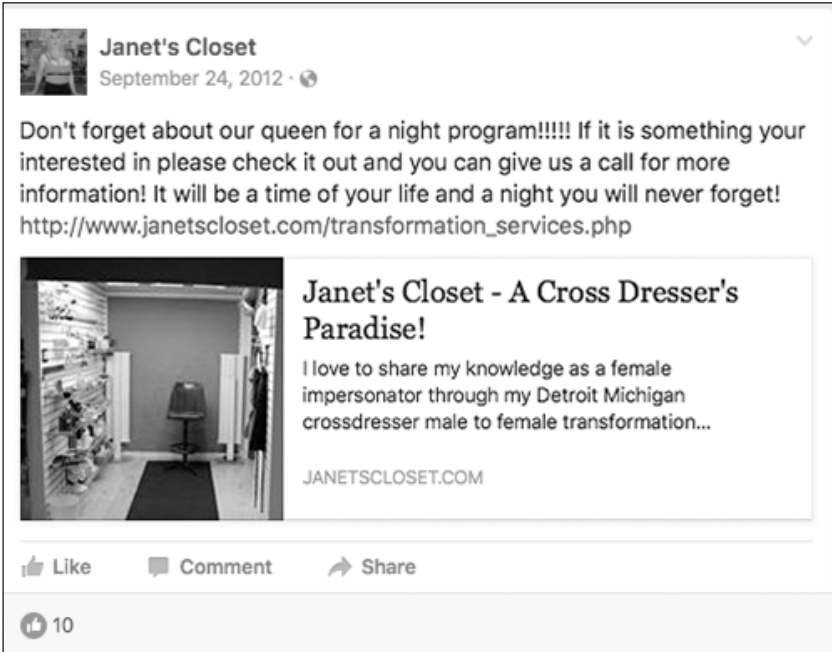 Janet's Closet
September 24, 2012 ·
Don't forget about our queen for a night program!!!!! If it is something your
interested in please check it out and you can give us a call for more
information! It will be a time of your life and a night you will never forget!
http://www.janetscloset.com/transformation_services.php
Janet's Closet - A Cross Dresser's
Paradise!
I love to share my knowledge as a female
impersonator through my Detroit Michigan
crossdresser male to female transformation...
JANETSCLOSET.COM
Like Comment Share
10